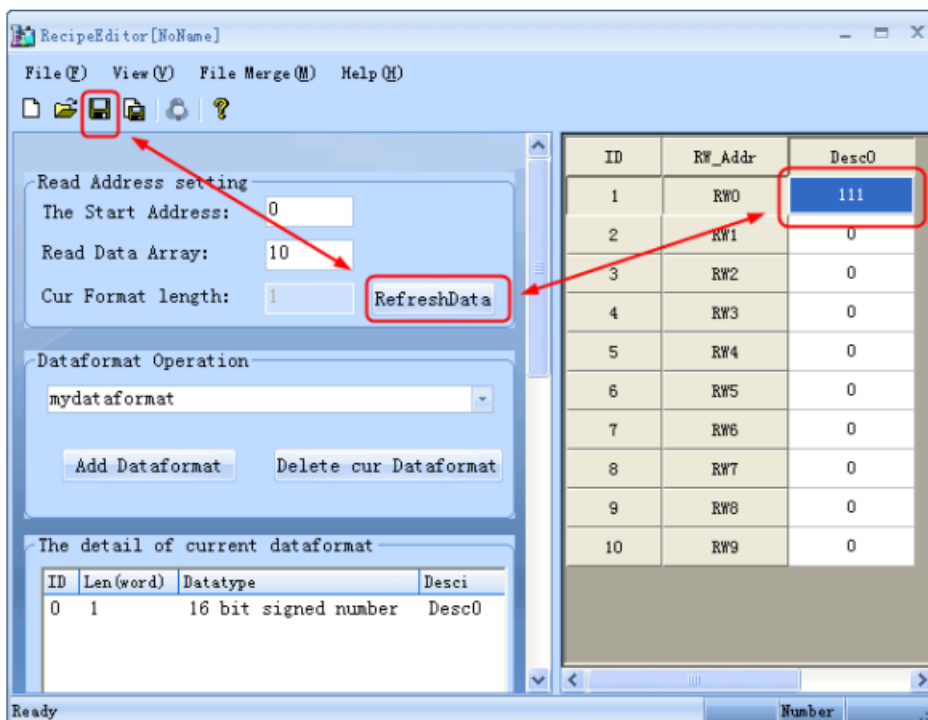 RecipeEditor[NoName]
File(F) View(V) File Merge(M) Help(H)
Read Address setting
The Start Address: 0
Read Data Array: 10
Cur Format length: 1
RefreshData
Dataformat Operation
mydataformat
Add Dataformat Delete cur Dataformat
The detail of current dataformat
ID Len(word) Datatype Desci
0 1 16 bit signed number Desc0
ID RW_Addr Desc0
1 RW0 111
2 RW1 0
3 RW2 0
4 RW3 0
5 RW4 0
6 RW5 0
7 RW6 0
8 RW7 0
9 RW8 0
10 RW9 0
Ready Number